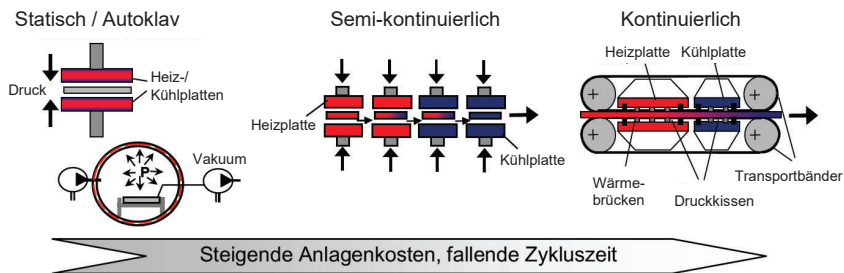 Statisch / Autoklav
Semi-kontinuierlich
Kontinuierlich
Druck
Heiz-/
Kühlplatten
P
Vakuum
Heizplatte
Kühlplatte
Heizplatte
Kühlplatte
+
+
+
+
Wärme-
brücken
Druckkissen
Transportbänder
Steigende Anlagenkosten, fallende Zykluszeit